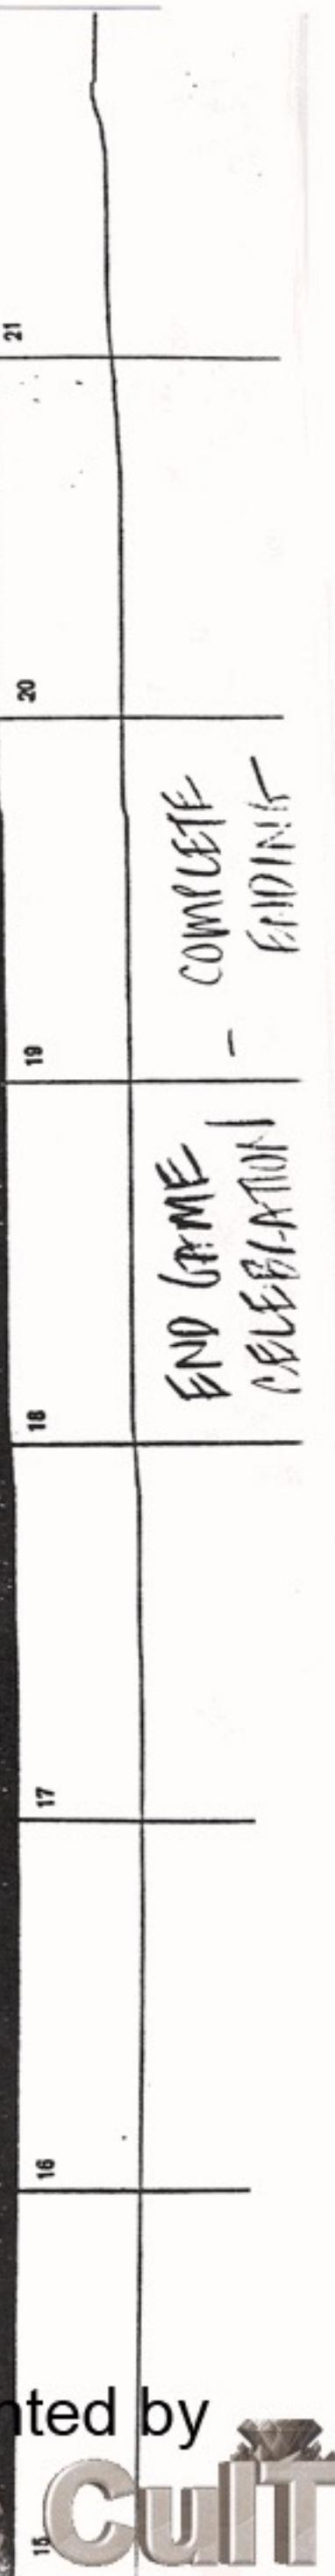 21
20
19
18
17
16
15
END GAME - COMPLETE
CELEBRATION! ENDING
nted by
CulT